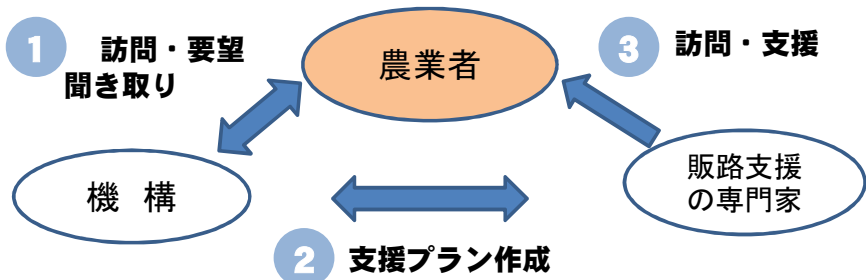 1 訪問・要望
聞き取り
農業者
3 訪問・支援
機 構
販路支援
の専門家
2 支援プラン作成